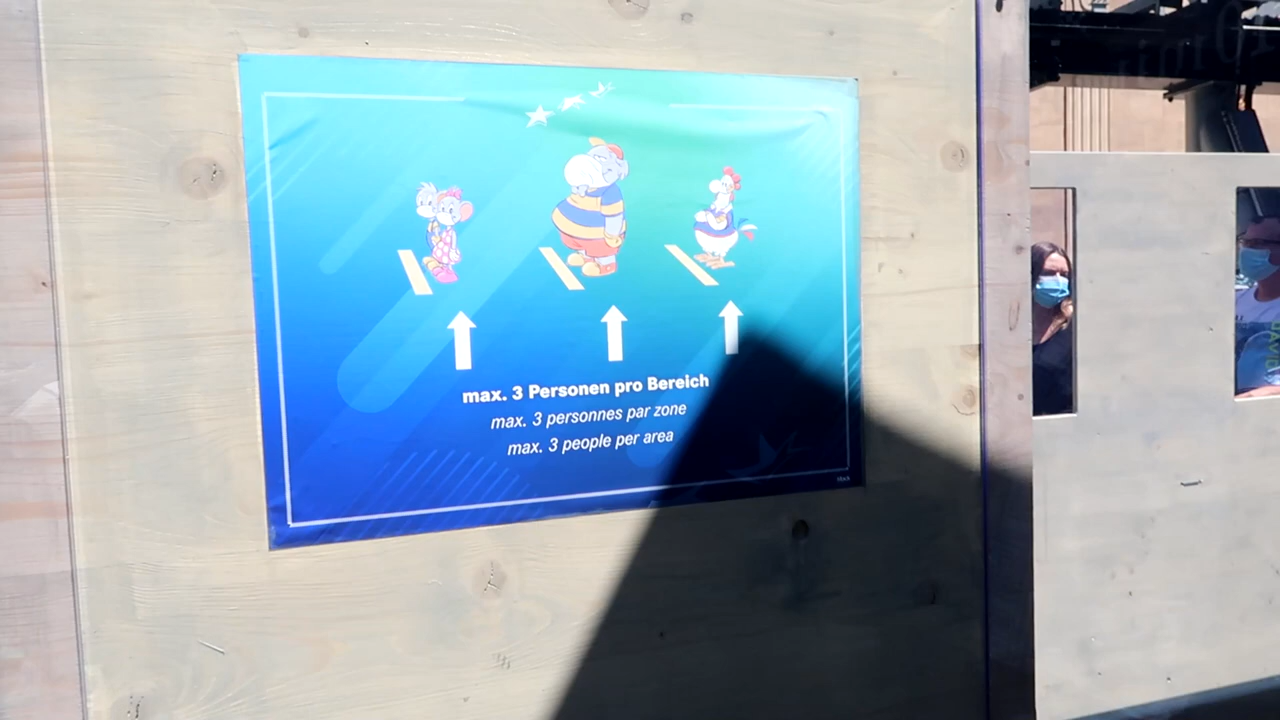 max. 3 Personen pro Bereich
max. 3 personnes par zone
max. 3 people per area